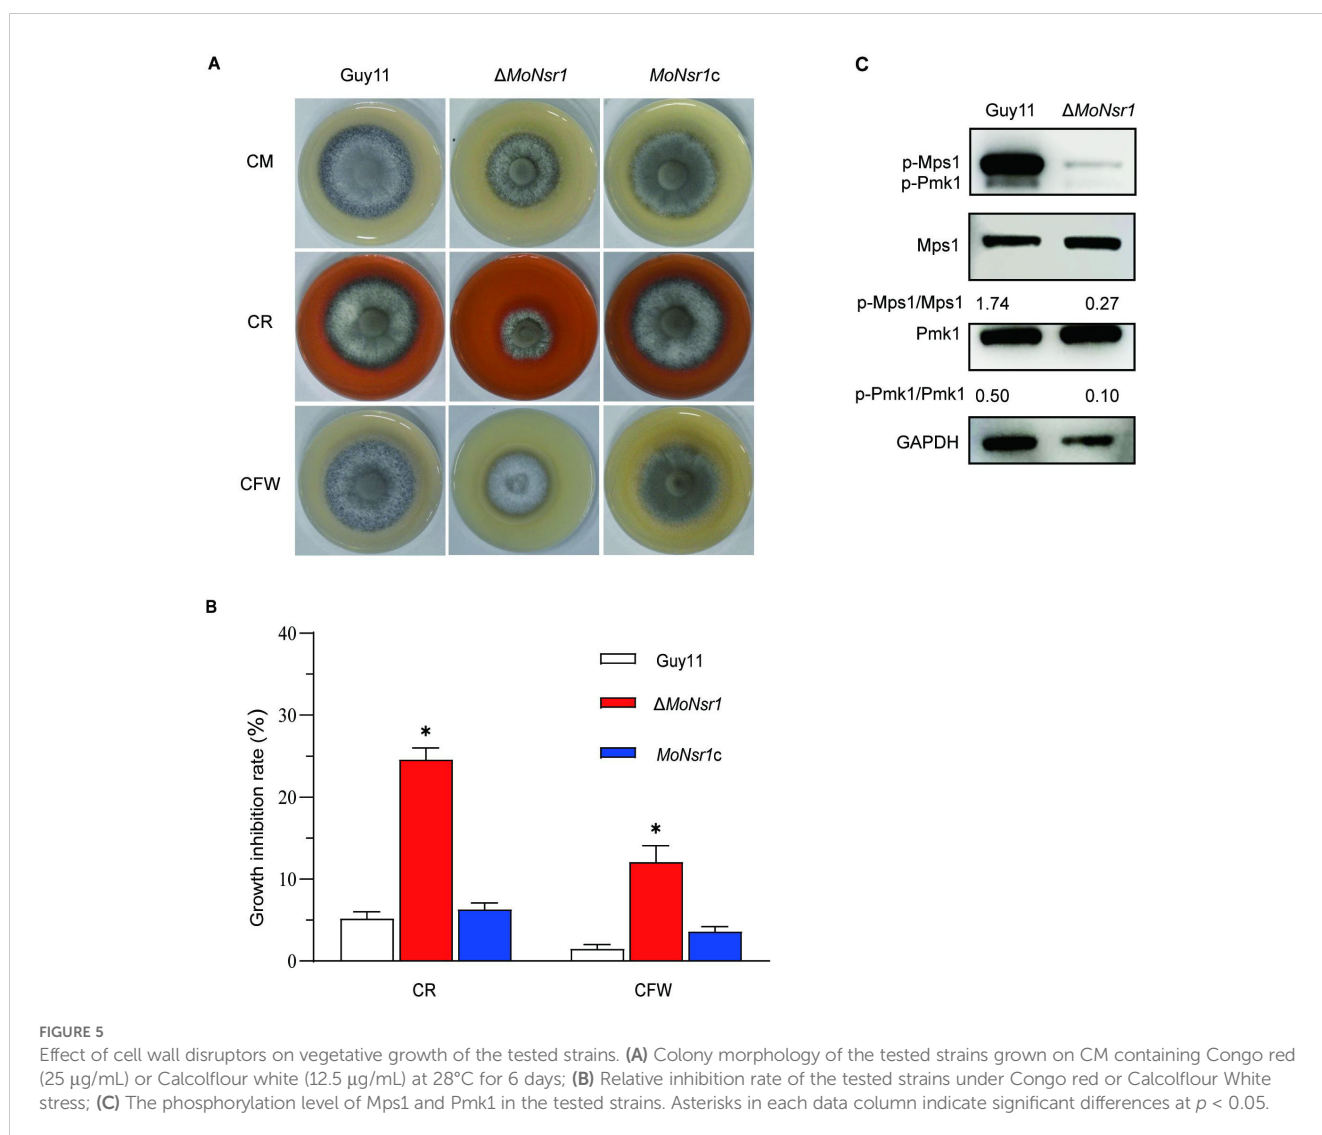 A
Guy11 ΔMoNsr1 MoNsr1c
CM
CR
CFW
C
Guy11 ΔMoNsr1
p-Mps1
p-Pmk1
Mps1
p-Mps1/Mps1 1.74 0.27
Pmk1
p-Pmk1/Pmk1 0.50 0.10
GAPDH
B
Growth inhibition rate (%)
40
30
20
10
0
Guy11
ΔMoNsr1
MoNsr1c
*
*
CR CFW
FIGURE 5
Effect of cell wall disruptors on vegetative growth of the tested strains. (A) Colony morphology of the tested strains grown on CM containing Congo red
(25 μg/mL) or Calcolflour white (12.5 μg/mL) at 28°C for 6 days; (B) Relative inhibition rate of the tested strains under Congo red or Calcolflour White
stress; (C) The phosphorylation level of Mps1 and Pmk1 in the tested strains. Asterisks in each data column indicate significant differences at p < 0.05.